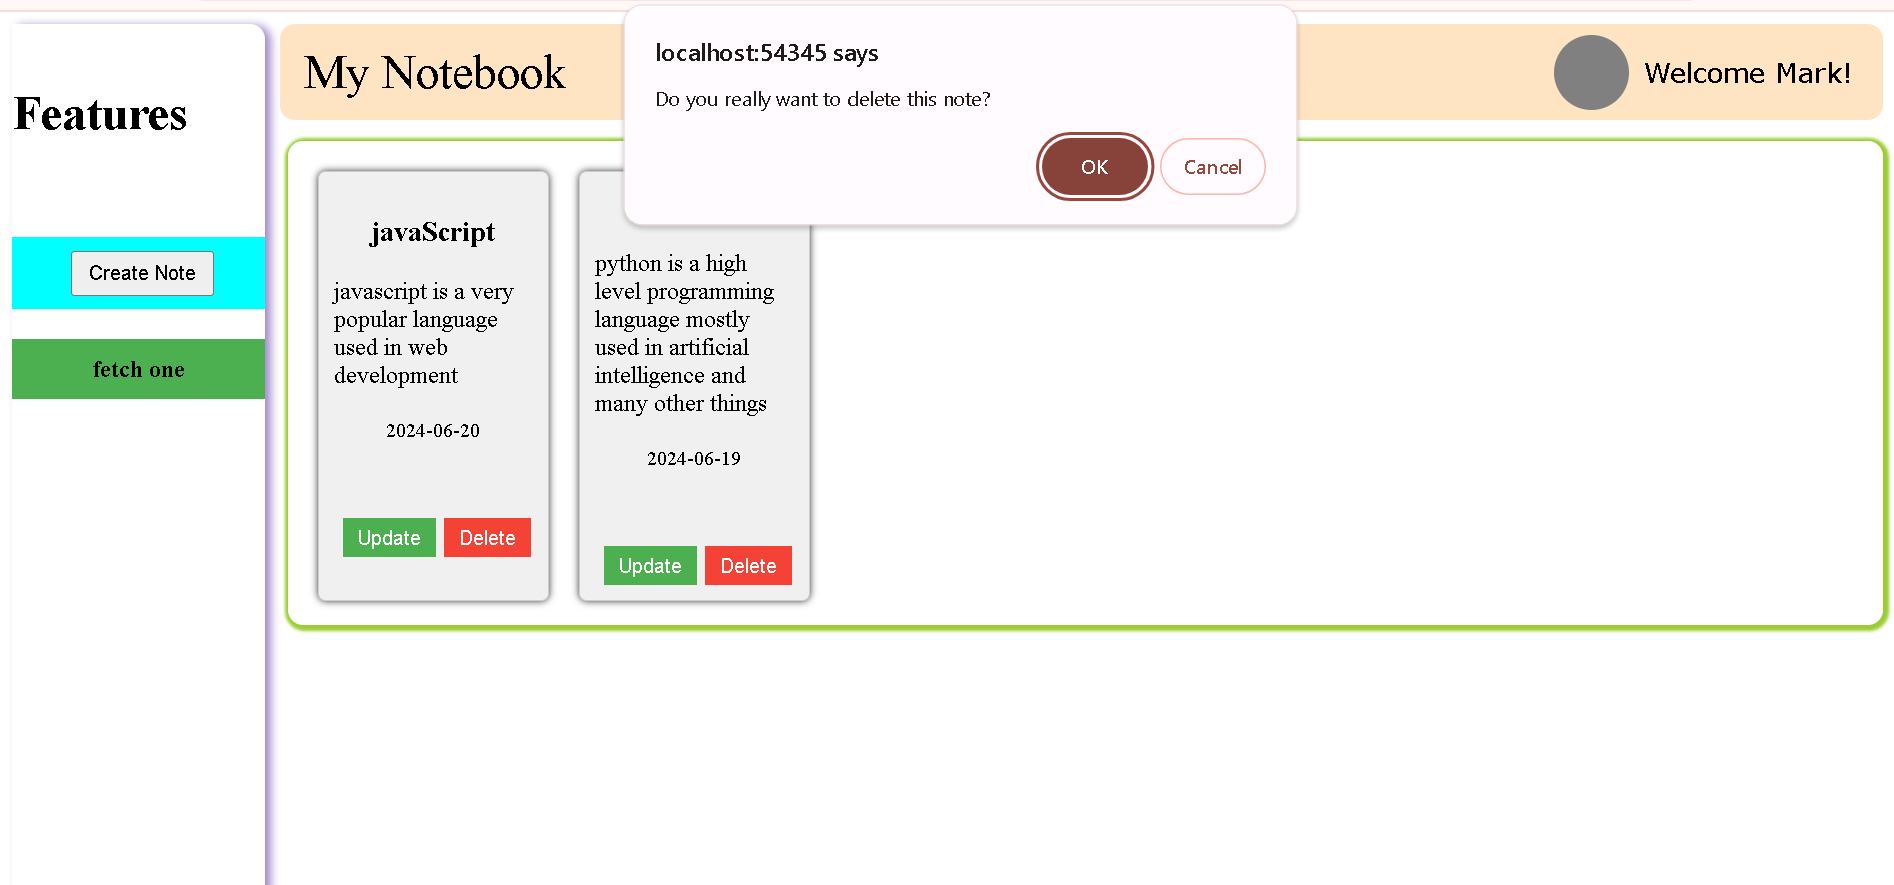 Features
Create Note
fetch one
My Notebook
Welcome Mark!
localhost:54345 says
Do you really want to delete this note?
OK
Cancel
javaScript
javascript is a very
popular language
used in web
development
2024-06-20
Update
Delete
python is a high
level programming
language mostly
used in artificial
intelligence and
many other things
2024-06-19
Update
Delete